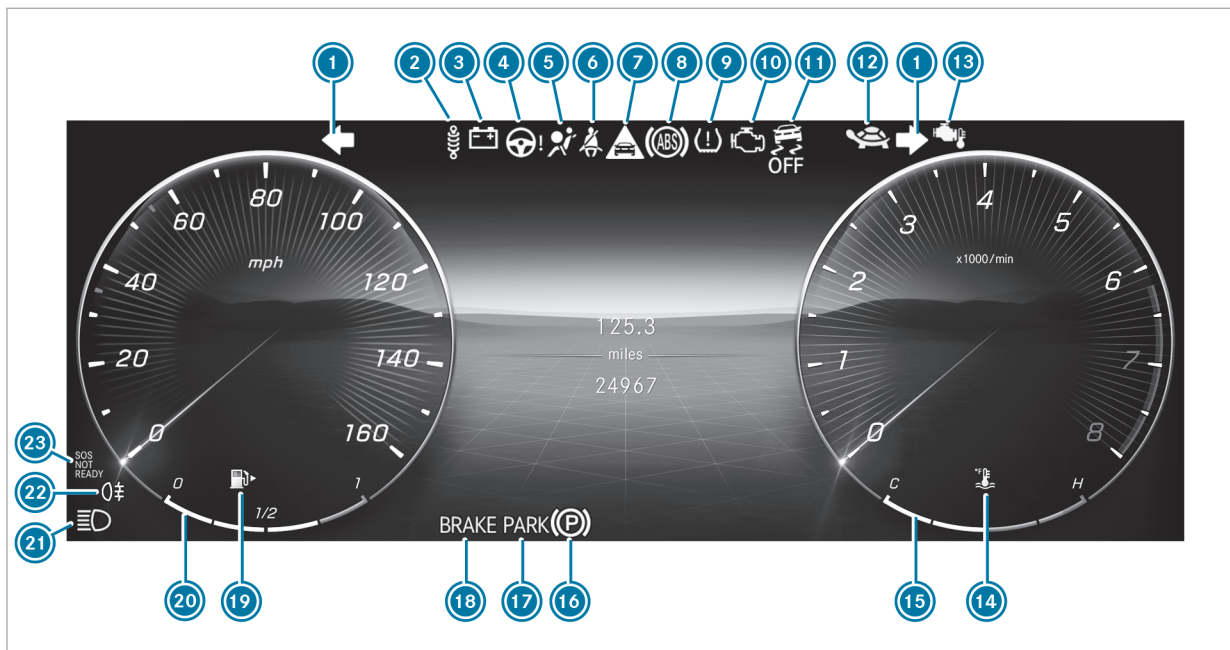 1 2 3 4 5 6 7 8 9 10 11 12 1 13
! ABS !
OFF
80 4
60 100 3 5
mph x1000/min
40 120 2 6
125.3
miles
20 140 1 7
24967
0 160 0 8
23 SOS
NOT
READY
22
0 1 °F C H
1/2
21
BRAKE PARK (P)
20 19 18 17 16 15 14